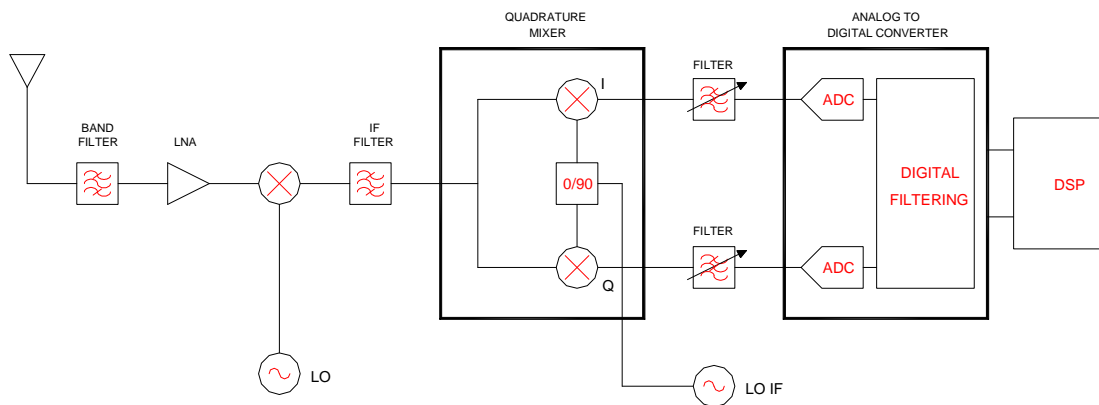 QUADRATURE
MIXER
ANALOG TO
DIGITAL CONVERTER
FILTER
I
ADC
BAND
FILTER
LNA
IF
FILTER
0/90
DIGITAL
FILTERING
DSP
FILTER
ADC
Q
LO
LO IF